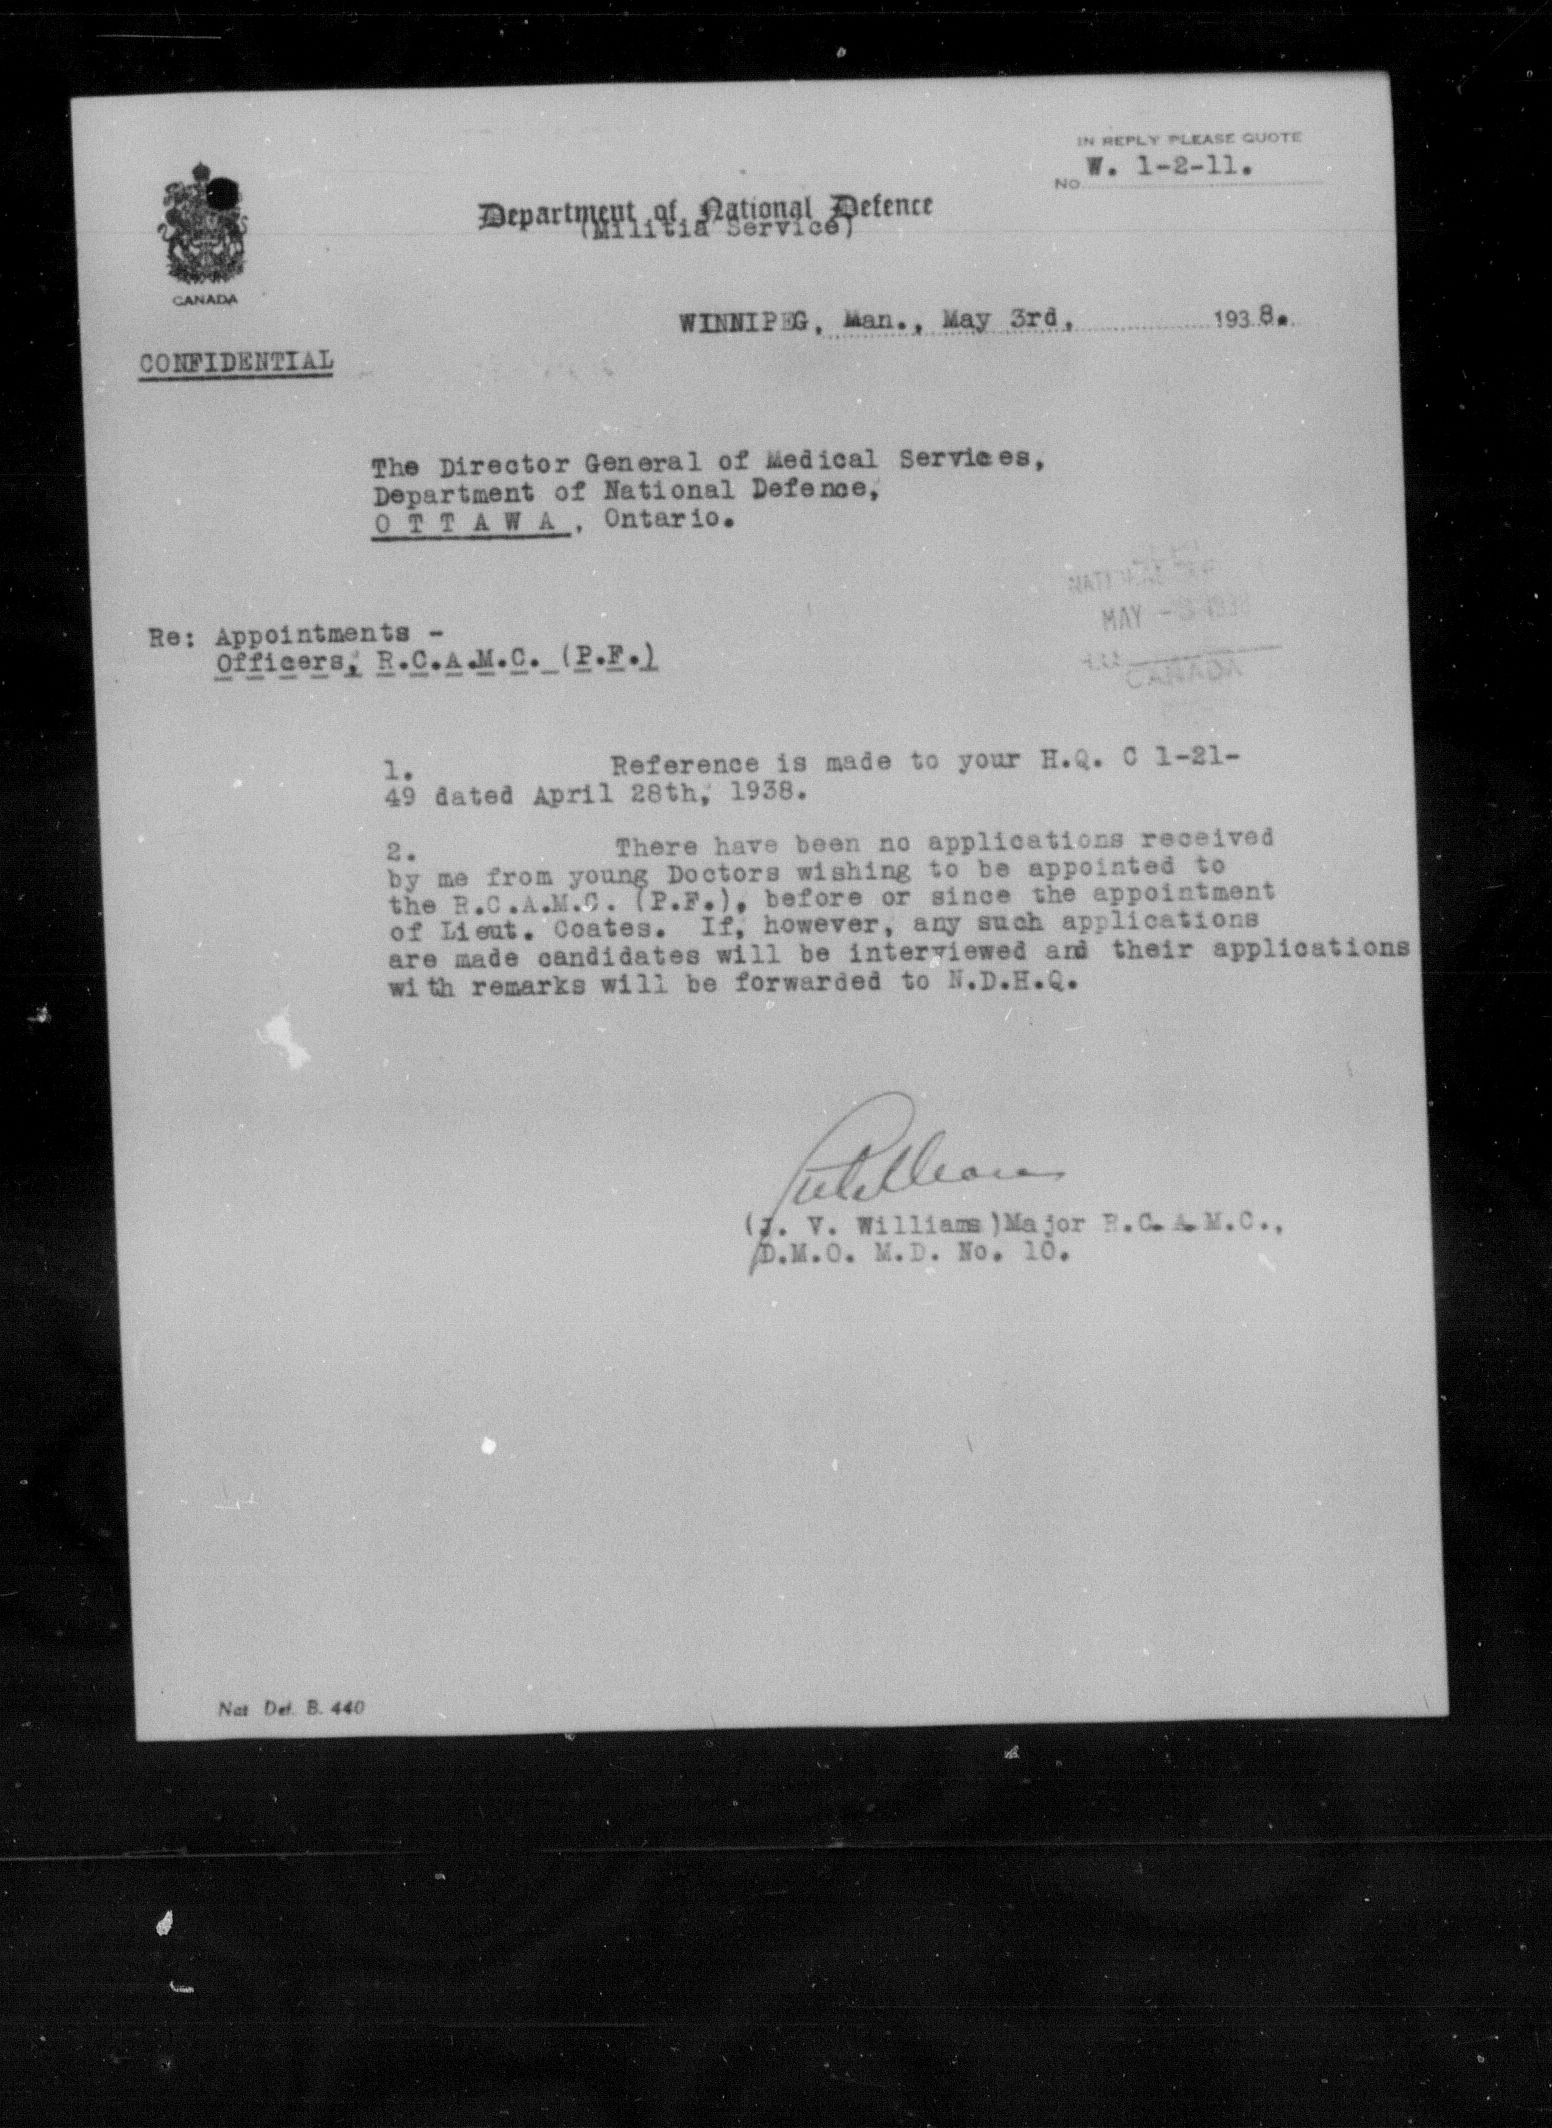 IN REPLY PLEASE QUOTE
No. W. 1-2-11.
Department of National Defence
(Militia Service)
CANADA
WINNIPEG, Man., May 3rd, 1938.
CONFIDENTIAL
The Director General of Medical Services,
Department of National Defence,
O T T A W A, Ontario.
MAY
CANADA
Re: Appointments -
Officers, R.C.A.M.C. (P.F.)
1. Reference is made to your H.Q. C 1-21-
49 dated April 28th, 1938.
2. There have been no applications received
by me from young Doctors wishing to be appointed to
the R.C.A.M.C. (P.F.), before or since the appointment
of Lieut. Coates. If, however, any such applications
are made candidates will be interviewed and their applications
with remarks will be forwarded to N.D.H.Q.
(J. V. Williams)Major R.C.A.M.C.,
D.M.O. M.D. No. 10.
Nat. Def. B. 440